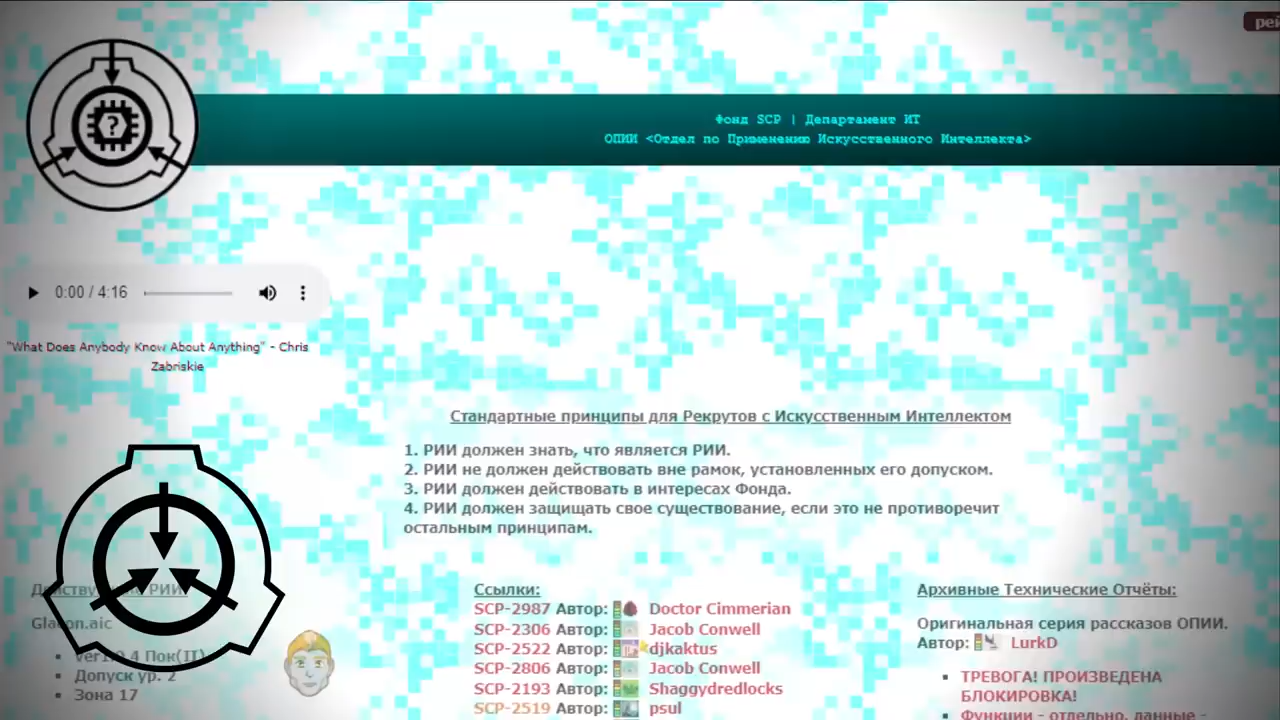 рей
Фонд SCP | Департамент ИТ
ОПИИ <Отдел по Применению Искусственного Интеллекта>
?
0:00 / 4:16
"What Does Anybody Know About Anything" - Chris
Zabriskie
Стандартные принципы для Рекрутов с Искусственным Интеллектом
1. РИИ должен знать, что является РИИ.
2. РИИ не должен действовать вне рамок, установленных его допуском.
3. РИИ должен действовать в интересах Фонда.
4. РИИ должен защищать свое существование, если это не противоречит
остальным принципам.
РИИ:
▪ Допуск ур. 2
▪ Зона 17
Ссылки:
SCP-2987 Автор: Doctor Cimmerian
SCP-2306 Автор: Jacob Conwell
SCP-2522 Автор: djkaktus
SCP-2806 Автор: Jacob Conwell
SCP-2193 Автор: Shaggydredlocks
SCP-2519 Автор: psul
Архивные Технические Отчёты:
Оригинальная серия рассказов ОПИИ.
Автор: LurkD
▪ ТРЕВОГА! ПРОИЗВЕДЕНА
БЛОКИРОВКА!
▪ Функции - отдельно, данные -